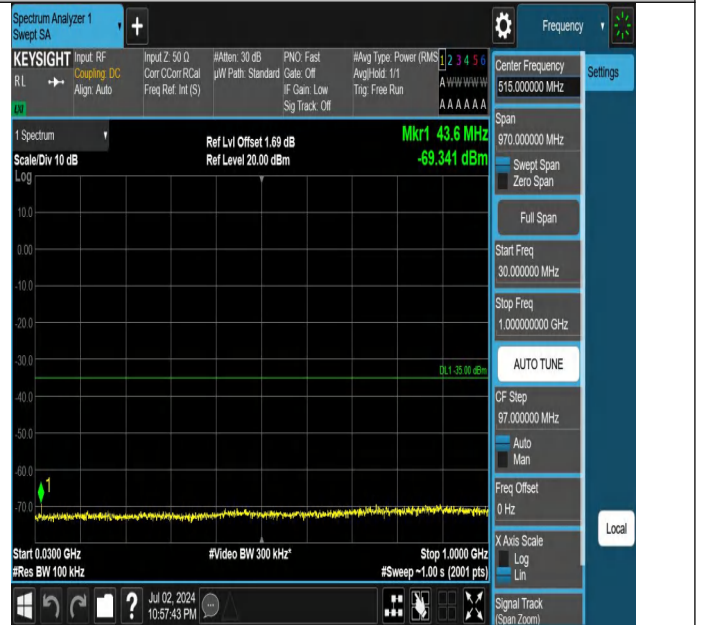 Spectrum Analyzer 1
Swept SA
+
Frequency
KEYSIGHT
RL
LXI
Input: RF
Coupling: DC
Align: Auto
Input Z: 50 Ω
Corr CCorr RCal
Freq Ref: Int (S)
#Atten: 30 dB
µW Path: Standard
PNO: Fast
Gate: Off
IF Gain: Low
Sig Track: Off
#Avg Type: Power (RMS
Avg|Hold: 1/1
Trig: Free Run
1 2 3 4 5 6
A W W W W W
A A A A A A
1 Spectrum
Scale/Div 10 dB
Log
Ref Lvl Offset 1.69 dB
Ref Level 20.00 dBm
Mkr1 43.6 MHz
-69.341 dBm
10.0
0.00
-10.0
-20.0
-30.0
-40.0
-50.0
-60.0
-70.0
DL1 -35.00 dBm
1
Start 0.0300 GHz
#Res BW 100 kHz
#Video BW 300 kHz*
Stop 1.0000 GHz
#Sweep ~1.00 s (2001 pts)
Center Frequency
515.000000 MHz
Span
970.000000 MHz
Swept Span
Zero Span
Full Span
Start Freq
30.000000 MHz
Stop Freq
1.000000000 GHz
AUTO TUNE
CF Step
97.000000 MHz
Auto
Man
Freq Offset
0 Hz
X Axis Scale
Log
Lin
Signal Track
(Span Zoom)
Settings
Local
?
Jul 02, 2024
10:57:43 PM